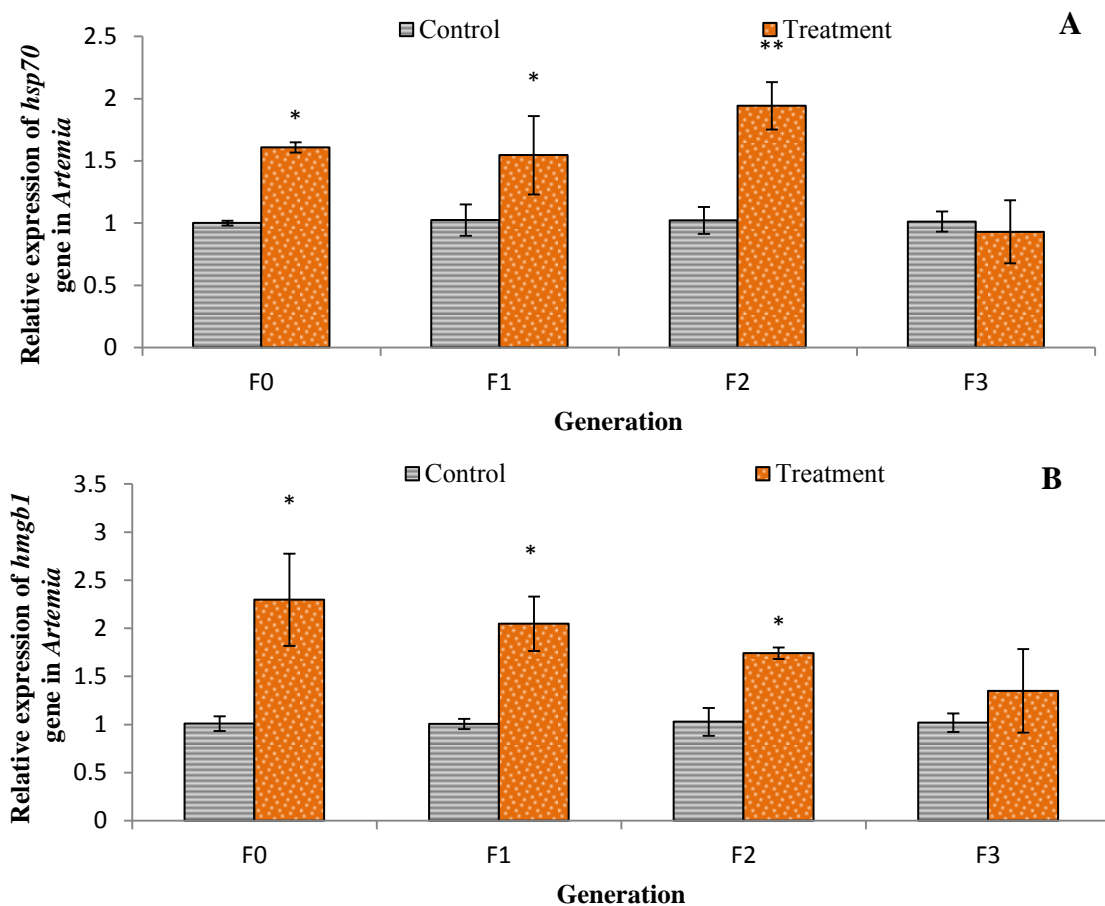 Control Treatment A
Relative expression of hsp70
gene in Artemia
2.5
2
1.5
1
0.5
0
* * **
F0 F1 F2 F3
Generation
Control Treatment B
Relative expression of hmgb1
gene in Artemia
3.5
3
2.5
2
1.5
1
0.5
0
* * *
F0 F1 F2 F3
Generation